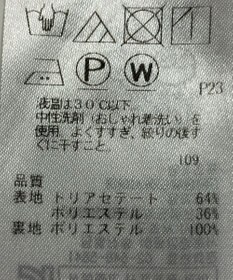 P W
P23
液温は30℃以下
中性洗剤(おしゃれ着洗い)を
使用 よくすすぎ、絞りの後す
ぐに干すこと。
109
品質
表地 トリアセテート 64%
ポリエステル 36%
裏地 ポリエステル 100%